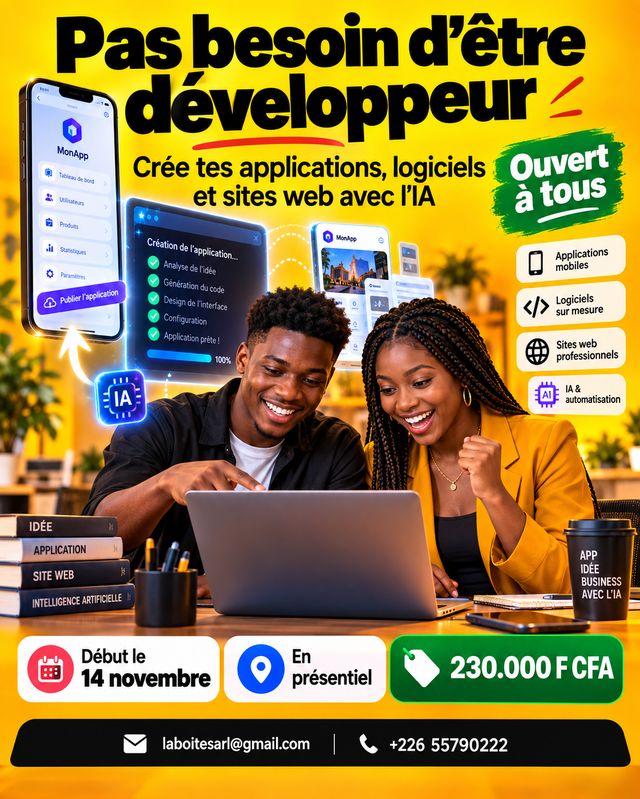 Pas besoin d'être
développeur
Crée tes applications, logiciels
et sites web avec l'IA
Ouvert
à tous
MonApp
Tableau de bord
Utilisateurs
Produits
Statistiques
Paramètres
Publier l'application
IA
Création de l'application...
Analyse de l'idée
Génération du code
Design de l'interface
Configuration
Application prête !
100%
MonApp
Applications
mobiles
</>
Logiciels
sur mesure
Sites web
professionnels
AI
IA &
automatisation
IDÉE
APPLICATION
SITE WEB
INTELLIGENCE ARTIFICIELLE
APP
IDÉE
BUSINESS
AVEC L'IA
Début le
14 novembre
En
présentiel
230.000 F CFA
laboitesarl@gmail.com
+226 55790222